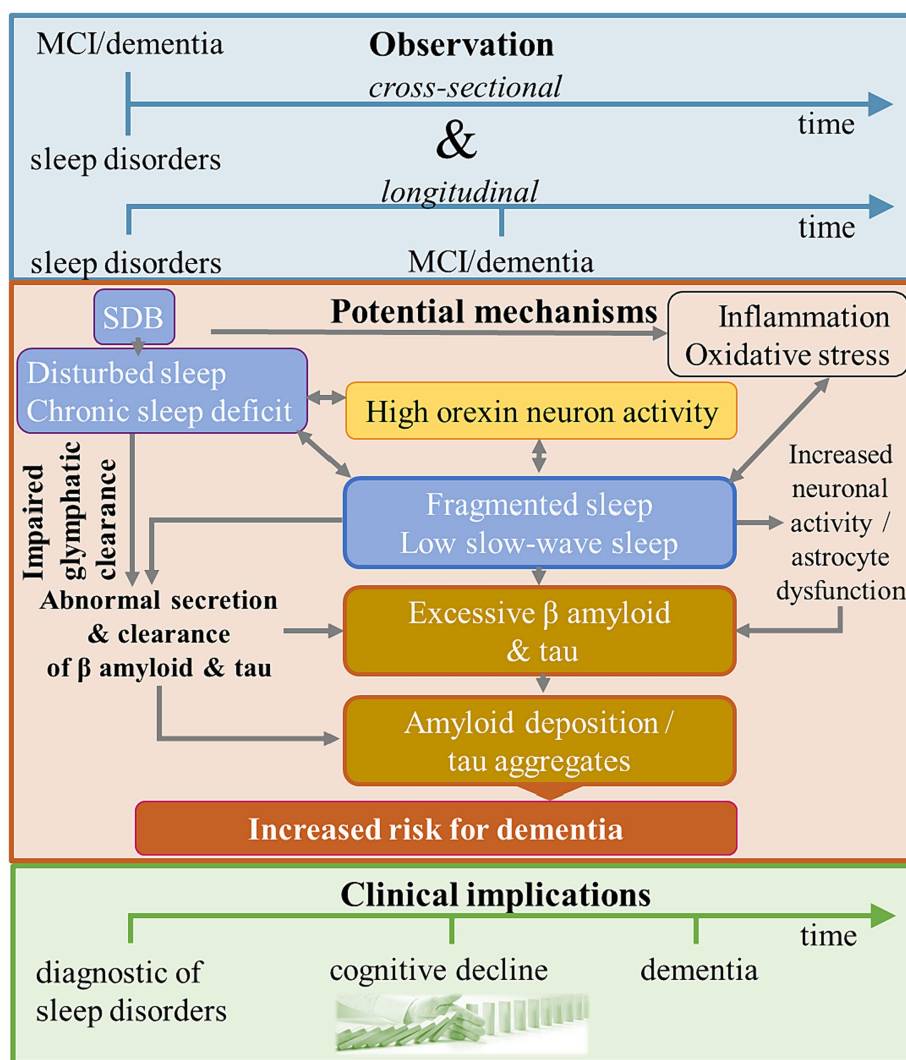 MCI/dementia
Observation
cross-sectional
time
sleep disorders
&
longitudinal
time
sleep disorders
MCI/dementia
SDB
Potential mechanisms
Inflammation
Oxidative stress
Disturbed sleep
Chronic sleep deficit
High orexin neuron activity
Impaired
glymphatic
clearance
Fragmented sleep
Low slow-wave sleep
Increased
neuronal
activity /
astrocyte
dysfunction
Abnormal secretion
& clearance
of β amyloid & tau
Excessive β amyloid
& tau
Amyloid deposition /
tau aggregates
Increased risk for dementia
Clinical implications
time
diagnostic of
sleep disorders
cognitive decline
dementia